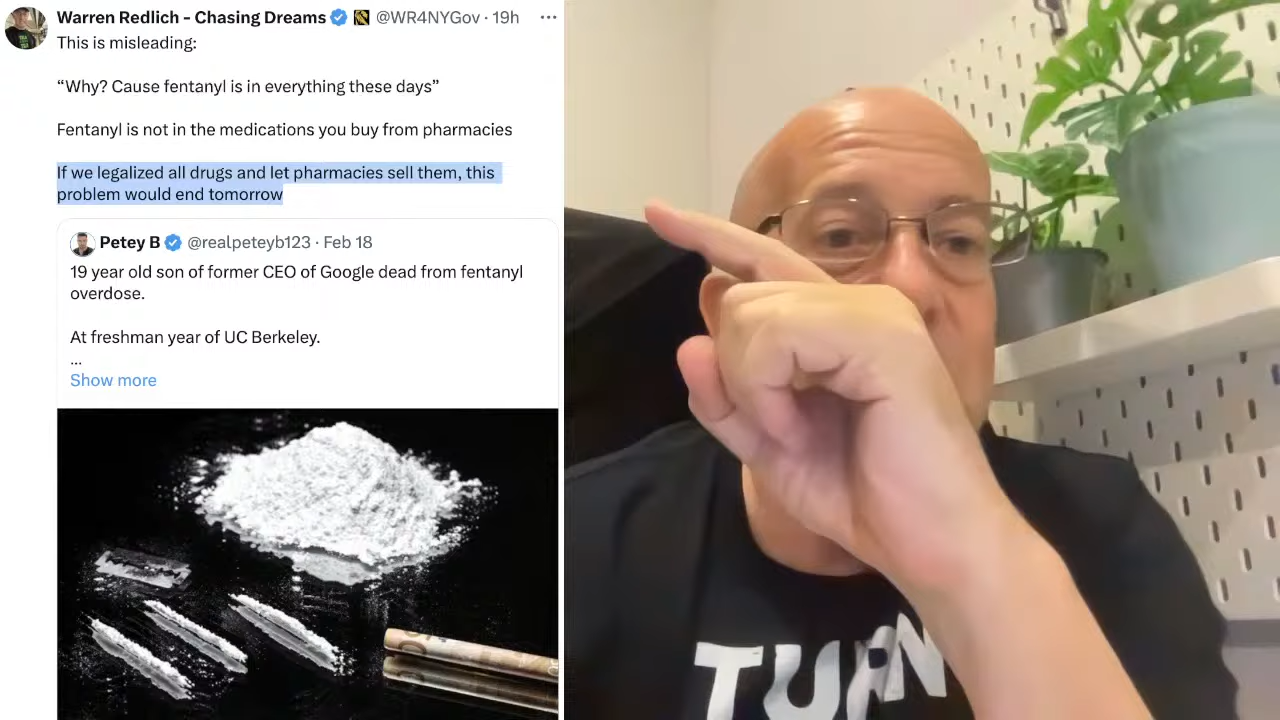 Warren Redlich - Chasing Dreams @WR4NYGov · 19h ...
This is misleading:
“Why? Cause fentanyl is in everything these days”
Fentanyl is not in the medications you buy from pharmacies
If we legalized all drugs and let pharmacies sell them, this
problem would end tomorrow
Petey B @realpeteyb123 · Feb 18
19 year old son of former CEO of Google dead from fentanyl
overdose.
At freshman year of UC Berkeley.
...
Show more
TURN